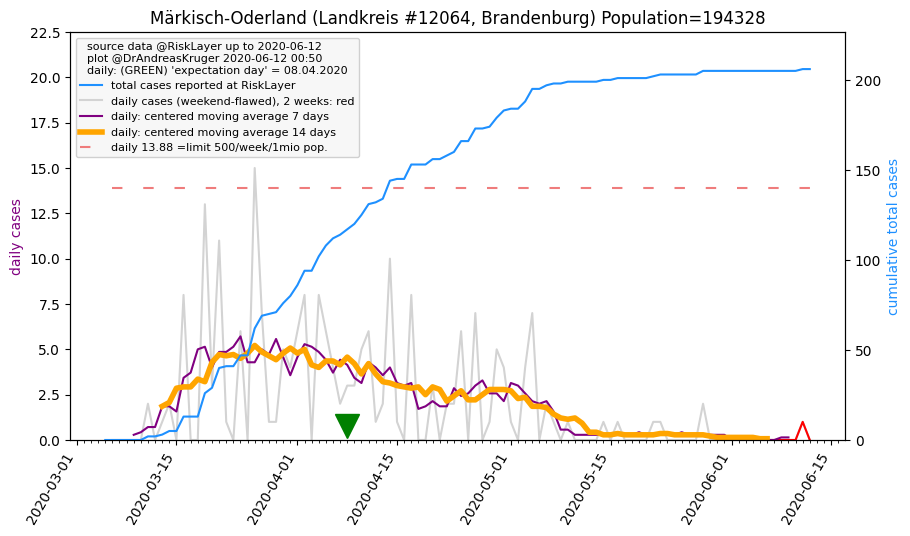 Märkisch-Oderland (Landkreis #12064, Brandenburg) Population=194328
source data @RiskLayer up to 2020-06-12
plot @DrAndreasKruger 2020-06-12 00:50
daily: (GREEN) 'expectation day' = 08.04.2020
total cases reported at RiskLayer
daily cases (weekend-flawed), 2 weeks: red
daily: centered moving average 7 days
daily: centered moving average 14 days
daily 13.88 =limit 500/week/1mio pop.
daily cases
22.5
20.0
17.5
15.0
12.5
10.0
7.5
5.0
2.5
0.0
200
150
100
50
0
cumulative total cases
2020-03-01
2020-03-15
2020-04-01
2020-04-15
2020-05-01
2020-05-15
2020-06-01
2020-06-15